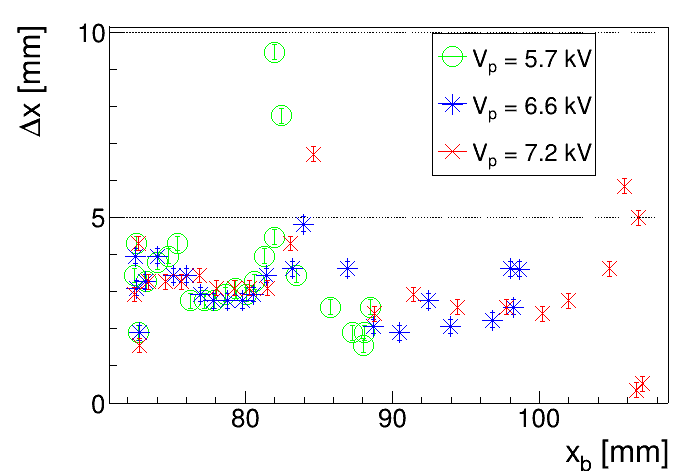 Δx [mm]
10
5
0
V_p = 5.7 kV
V_p = 6.6 kV
V_p = 7.2 kV
80 90 100
x_b [mm]